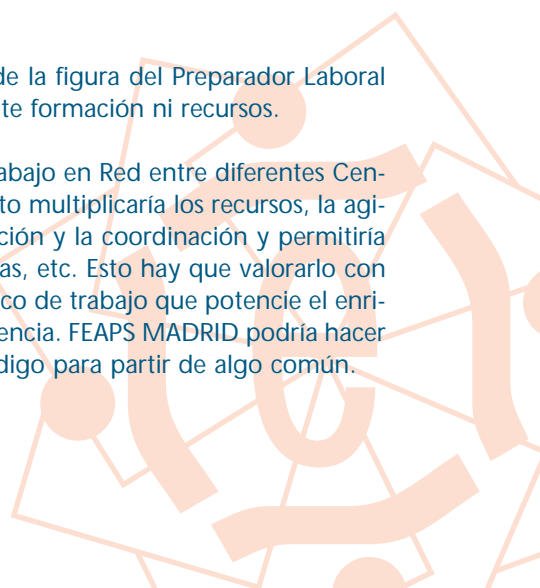 de la figura del Preparador Laboral
te formación ni recursos.
abajo en Red entre diferentes Cen-
to multiplicaría los recursos, la agi-
ción y la coordinación y permitiría
as, etc. Esto hay que valorarlo con
co de trabajo que potencie el enri-
encia. FEAPS MADRID podría hacer
digo para partir de algo común.